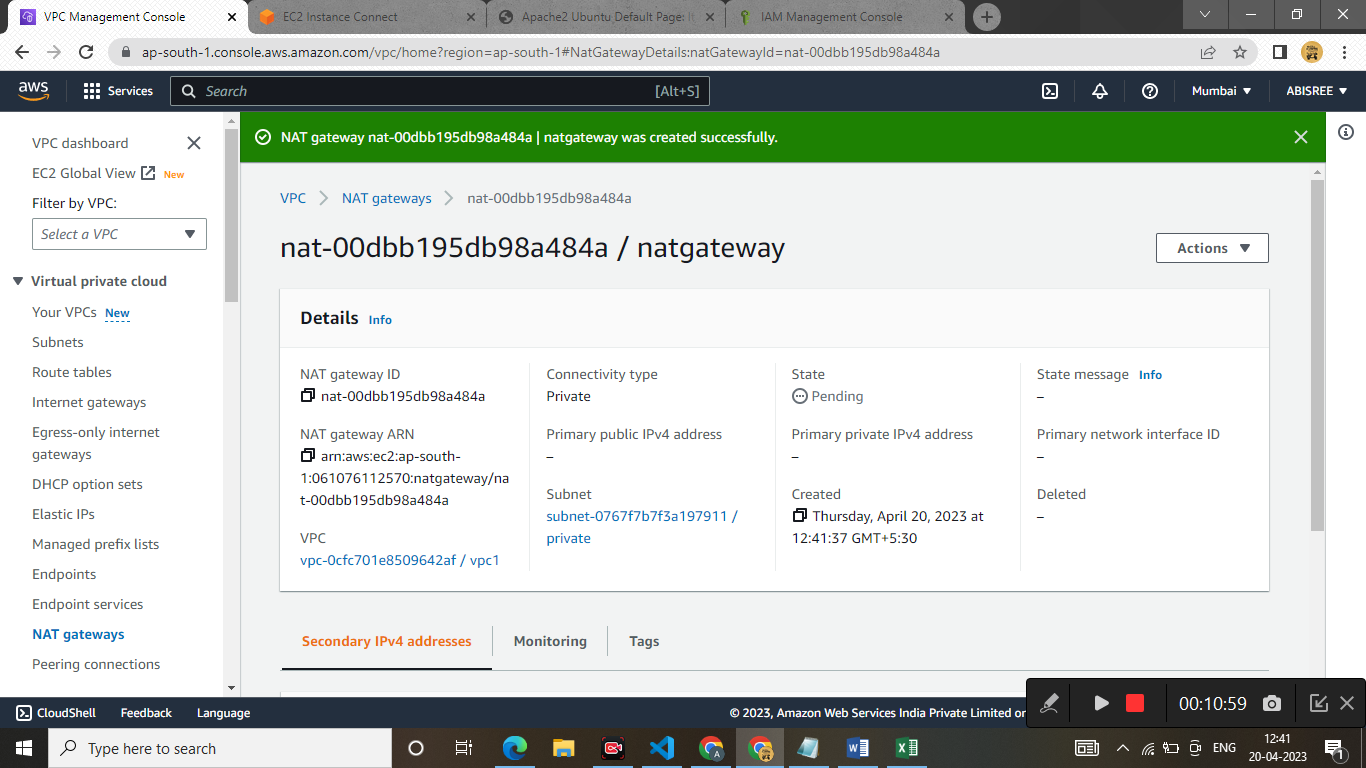 VPC Management Console
EC2 Instance Connect
Apache2 Ubuntu Default Page: It
IAM Management Console
ap-south-1.console.aws.amazon.com/vpc/home?region=ap-south-1#NatGatewayDetails:natGatewayId=nat-00dbb195db98a484a
aws
Services
Search
[Alt+S]
Mumbai
ABISREE
VPC dashboard
EC2 Global View New
Filter by VPC:
Select a VPC
Virtual private cloud
Your VPCs New
Subnets
Route tables
Internet gateways
Egress-only internet
gateways
DHCP option sets
Elastic IPs
Managed prefix lists
Endpoints
Endpoint services
NAT gateways
Peering connections
NAT gateway nat-00dbb195db98a484a | natgateway was created successfully.
VPC
NAT gateways
nat-00dbb195db98a484a
nat-00dbb195db98a484a / natgateway
Actions
Details Info
NAT gateway ID
nat-00dbb195db98a484a
NAT gateway ARN
arn:aws:ec2:ap-south-
1:061076112570:natgateway/na
t-00dbb195db98a484a
VPC
vpc-0cfc701e8509642af / vpc1
Connectivity type
Private
Primary public IPv4 address
–
Subnet
subnet-0767f7b7f3a197911 /
private
State
Pending
Primary private IPv4 address
–
Created
Thursday, April 20, 2023 at
12:41:37 GMT+5:30
State message Info
–
Primary network interface ID
–
Deleted
–
Secondary IPv4 addresses
Monitoring
Tags
00:10:59
CloudShell
Feedback
Language
© 2023, Amazon Web Services India Private Limited or
Type here to search
ENG
12:41
20-04-2023
1